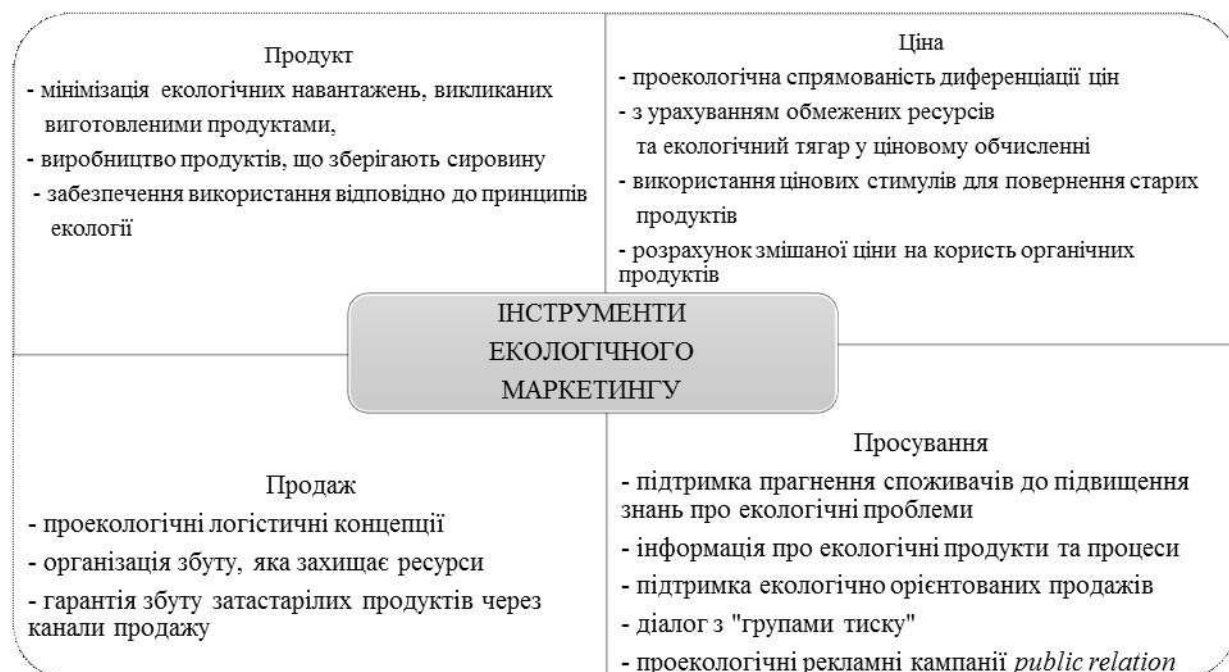 Продукт
- мінімізація екологічних навантажень, викликаних
виготовленими продуктами,
- виробництво продуктів, що зберігають сировину
- забезпечення використання відповідно до принципів
екології
Ціна
- проекологічна спрямованість диференціації цін
- з урахуванням обмежених ресурсів
та екологічний тягар у ціновому обчисленні
- використання цінових стимулів для повернення старих
продуктів
- розрахунок змішаної ціни на користь органічних
продуктів
ІНСТРУМЕНТИ
ЕКОЛОГІЧНОГО
МАРКЕТИНГУ
Продаж
- проекологічні логістичні концепції
- організація збуту, яка захищає ресурси
- гарантія збуту затастарілих продуктів через
канали продажу
Просування
- підтримка прагнення споживачів до підвищення
знань про екологічні проблеми
- інформація про екологічні продукти та процеси
- підтримка екологічно орієнтованих продажів
- діалог з "групами тиску"
- проекологічні рекламні кампанії public relation